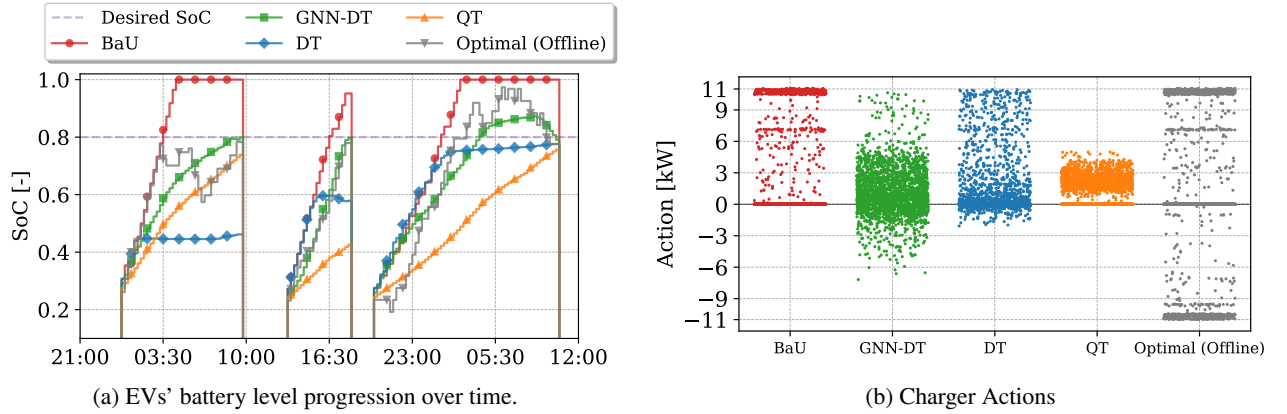 Desired SoC GNN-DT QT
BaU DT Optimal (Offline)
SoC [-]
1.0
0.8
0.6
0.4
0.2
21:00 03:30 10:00 16:30 23:00 05:30 12:00
(a) EVs' battery level progression over time.
Action [kW]
11
9
6
3
0
−3
−6
−9
−11
BaU GNN-DT DT QT Optimal (Offline)
(b) Charger Actions